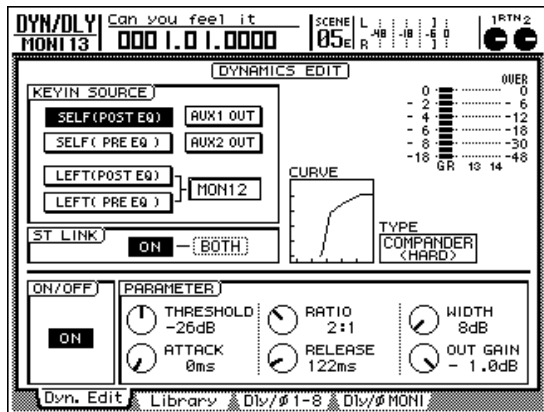 DYN/DLY Can you feel it SCENE L 1RTN2
MONI13 0001.01.0000 05E R -48 -18 -6 0
DYNAMICS EDIT
KEYIN SOURCE
SELF(POST EQ) AUX1 OUT
SELF( PRE EQ ) AUX2 OUT
LEFT(POST EQ)
LEFT( PRE EQ ) MON12
OVER
0 0
- 2 - 6
- 4 -12
- 6 -18
- 8 -30
-18 -48
GR 13 14
CURVE
TYPE
COMPANDER
(HARD)
ST LINK
ON (BOTH)
ON/OFF
ON
PARAMETER
THRESHOLD RATIO WIDTH
-26dB 2:1 8dB
ATTACK RELEASE OUT GAIN
0ms 122ms - 1.0dB
Dyn. Edit Library Dly/Ø1-8 Dly/ØMONI